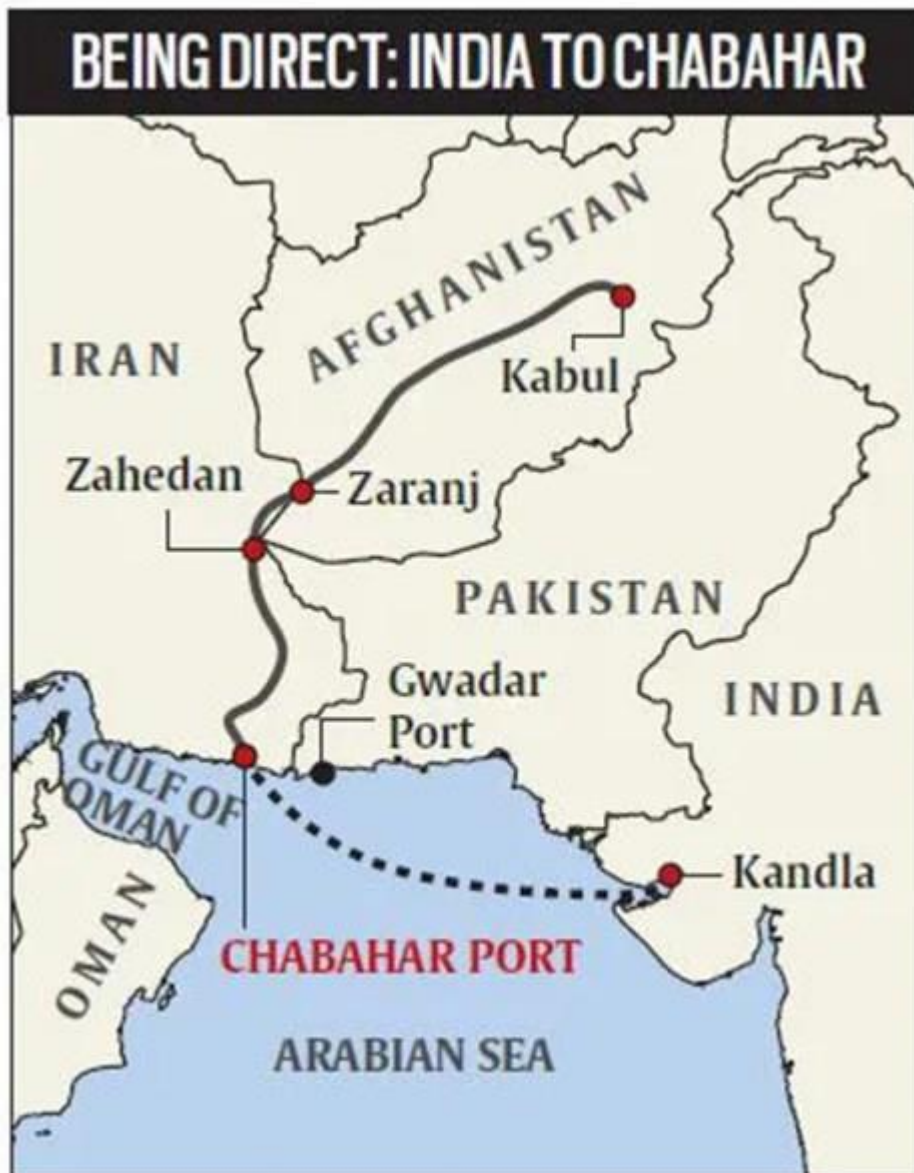 BEING DIRECT: INDIA TO CHABAHAR
AFGHANISTAN
IRAN
Kabul
Zahedan
Zaranj
PAKISTAN
Gwadar
Port
INDIA
GULF OF
OMAN
Kandla
OMAN
CHABAHAR PORT
ARABIAN SEA